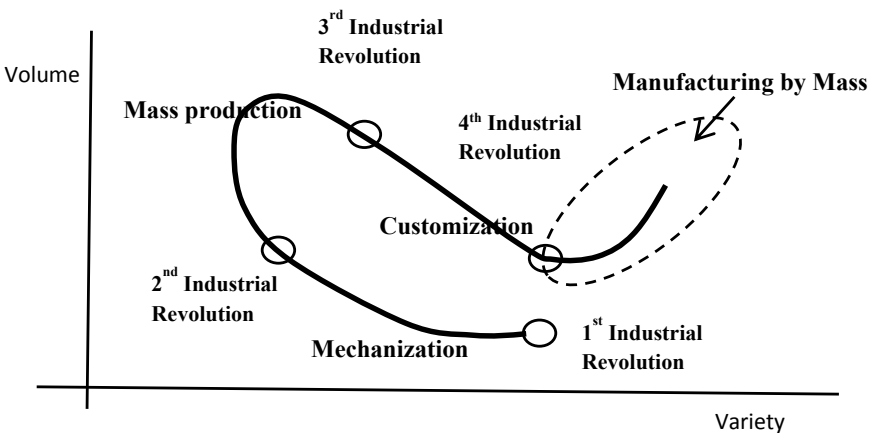 3rd Industrial
Revolution
Volume
Manufacturing by Mass
Mass production
4th Industrial
Revolution
Customization
2nd Industrial
Revolution
1st Industrial
Revolution
Mechanization
Variety